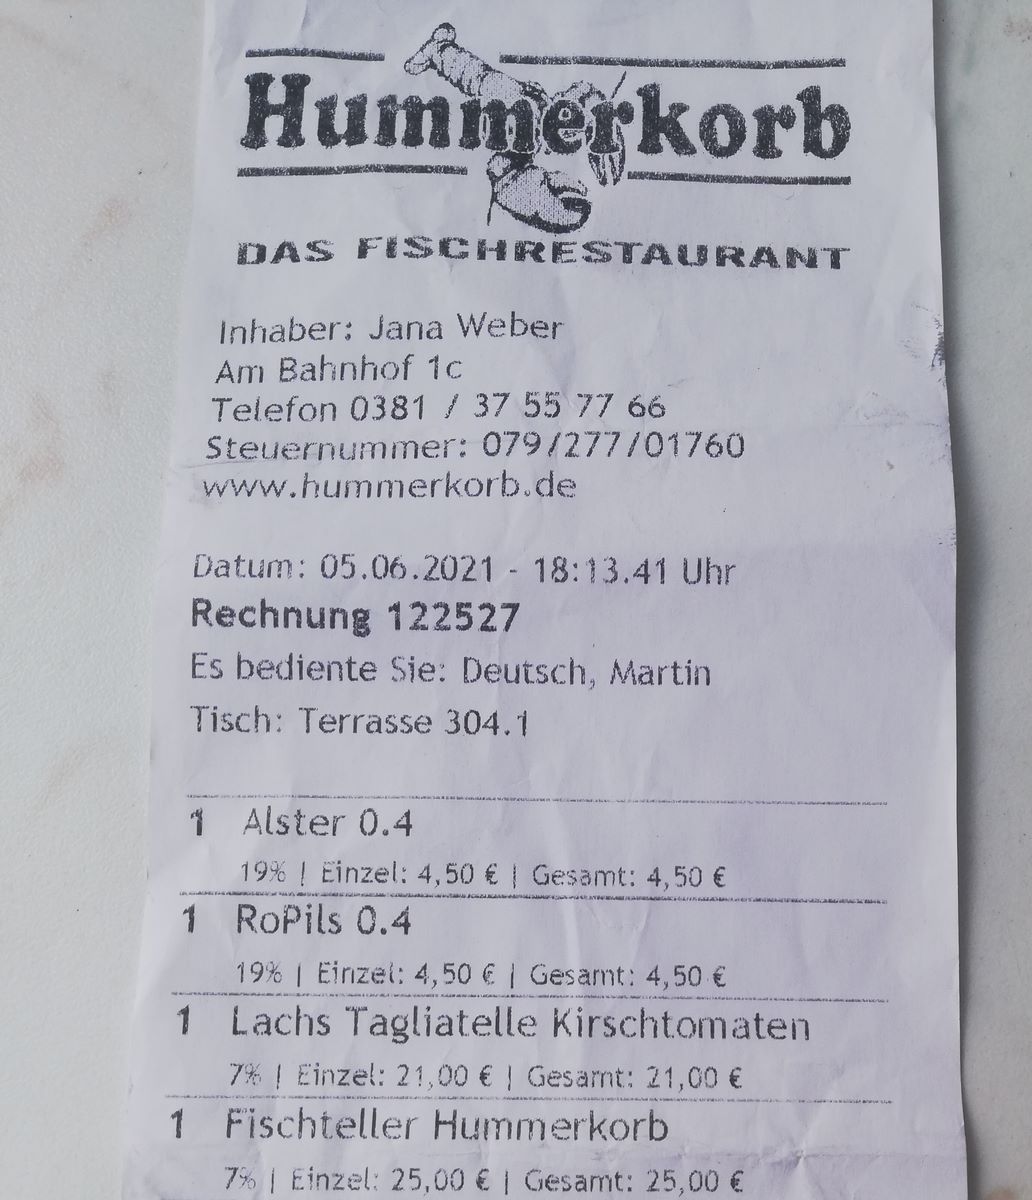 Hummerkorb
DAS FISCHRESTAURANT
Inhaber: Jana Weber
Am Bahnhof 1c
Telefon 0381 / 37 55 77 66
Steuernummer: 079/277/01760
www.hummerkorb.de
Datum: 05.06.2021 - 18:13.41 Uhr
Rechnung 122527
Es bediente Sie: Deutsch, Martin
Tisch: Terrasse 304.1
1 Alster 0.4
19% | Einzel: 4,50 € | Gesamt: 4,50 €
1 RoPils 0.4
19% | Einzel: 4,50 € | Gesamt: 4,50 €
1 Lachs Tagliatelle Kirschtomaten
7% | Einzel: 21,00 € | Gesamt: 21,00 €
1 Fischteller Hummerkorb
7% | Einzel: 25,00 € | Gesamt: 25,00 €